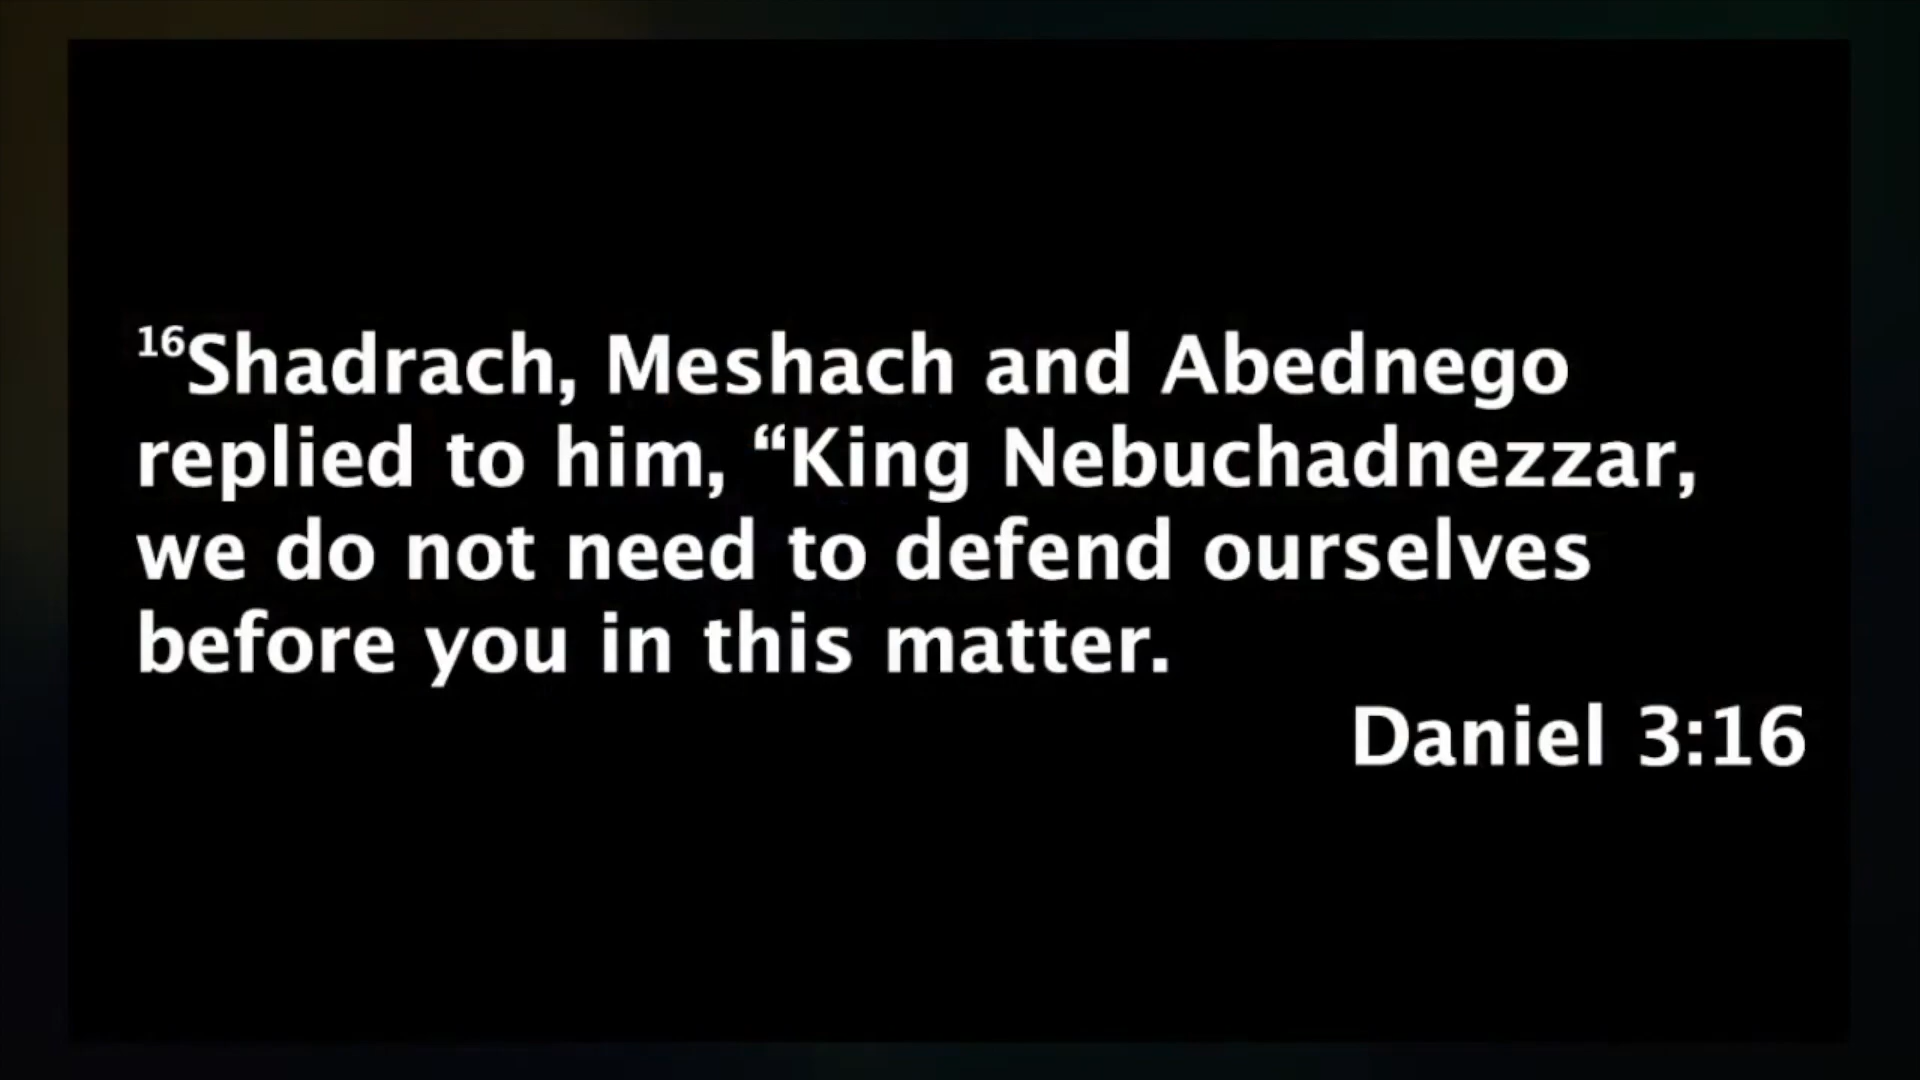 16Shadrach, Meshach and Abednego
replied to him, “King Nebuchadnezzar,
we do not need to defend ourselves
before you in this matter.
Daniel 3:16